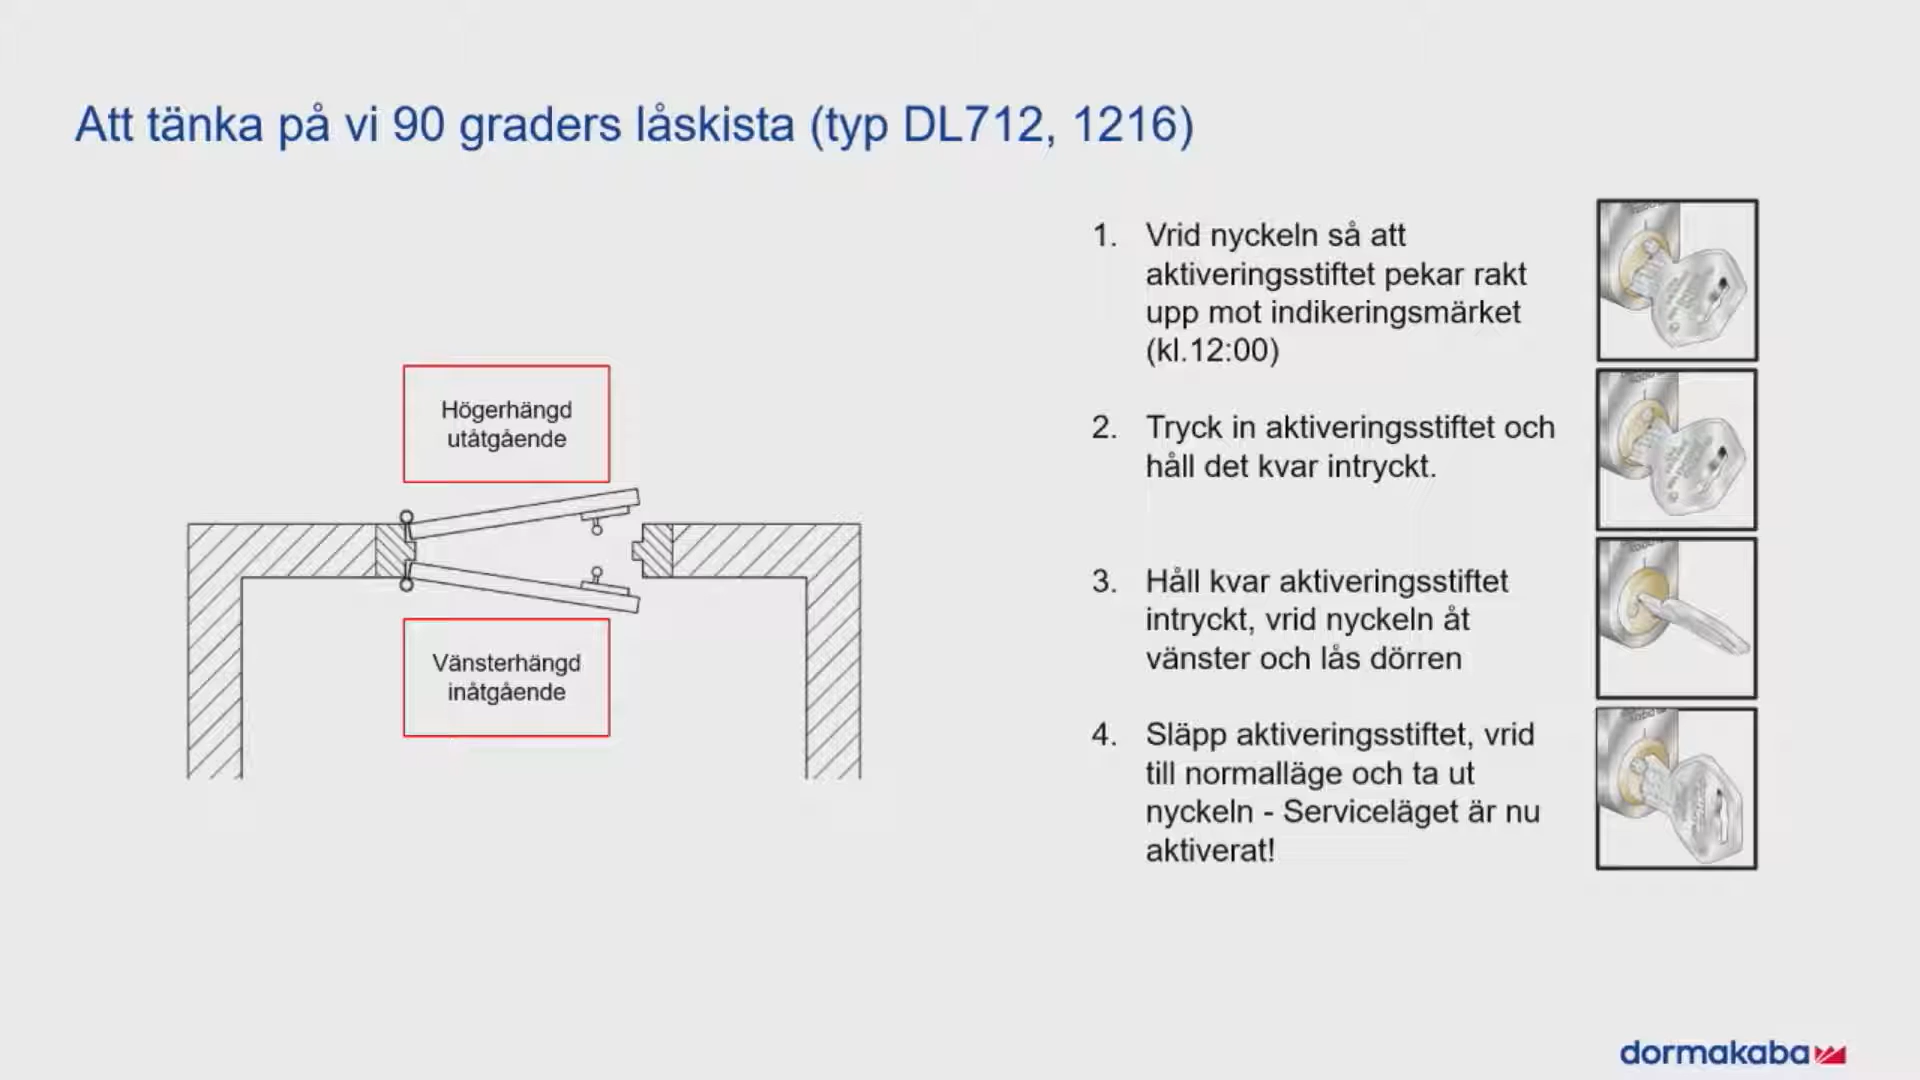 Att tänka på vi 90 graders låskista (typ DL712, 1216)
Högerhängd
utåtgående
Vänsterhängd
inåtgående
1. Vrid nyckeln så att
aktiveringsstiftet pekar rakt
upp mot indikeringsmärket
(kl.12:00)
2. Tryck in aktiveringsstiftet och
håll det kvar intryckt.
3. Håll kvar aktiveringsstiftet
intryckt, vrid nyckeln åt
vänster och lås dörren
4. Släpp aktiveringsstiftet, vrid
till normalläge och ta ut
nyckeln - Serviceläget är nu
aktiverat!
dormakaba